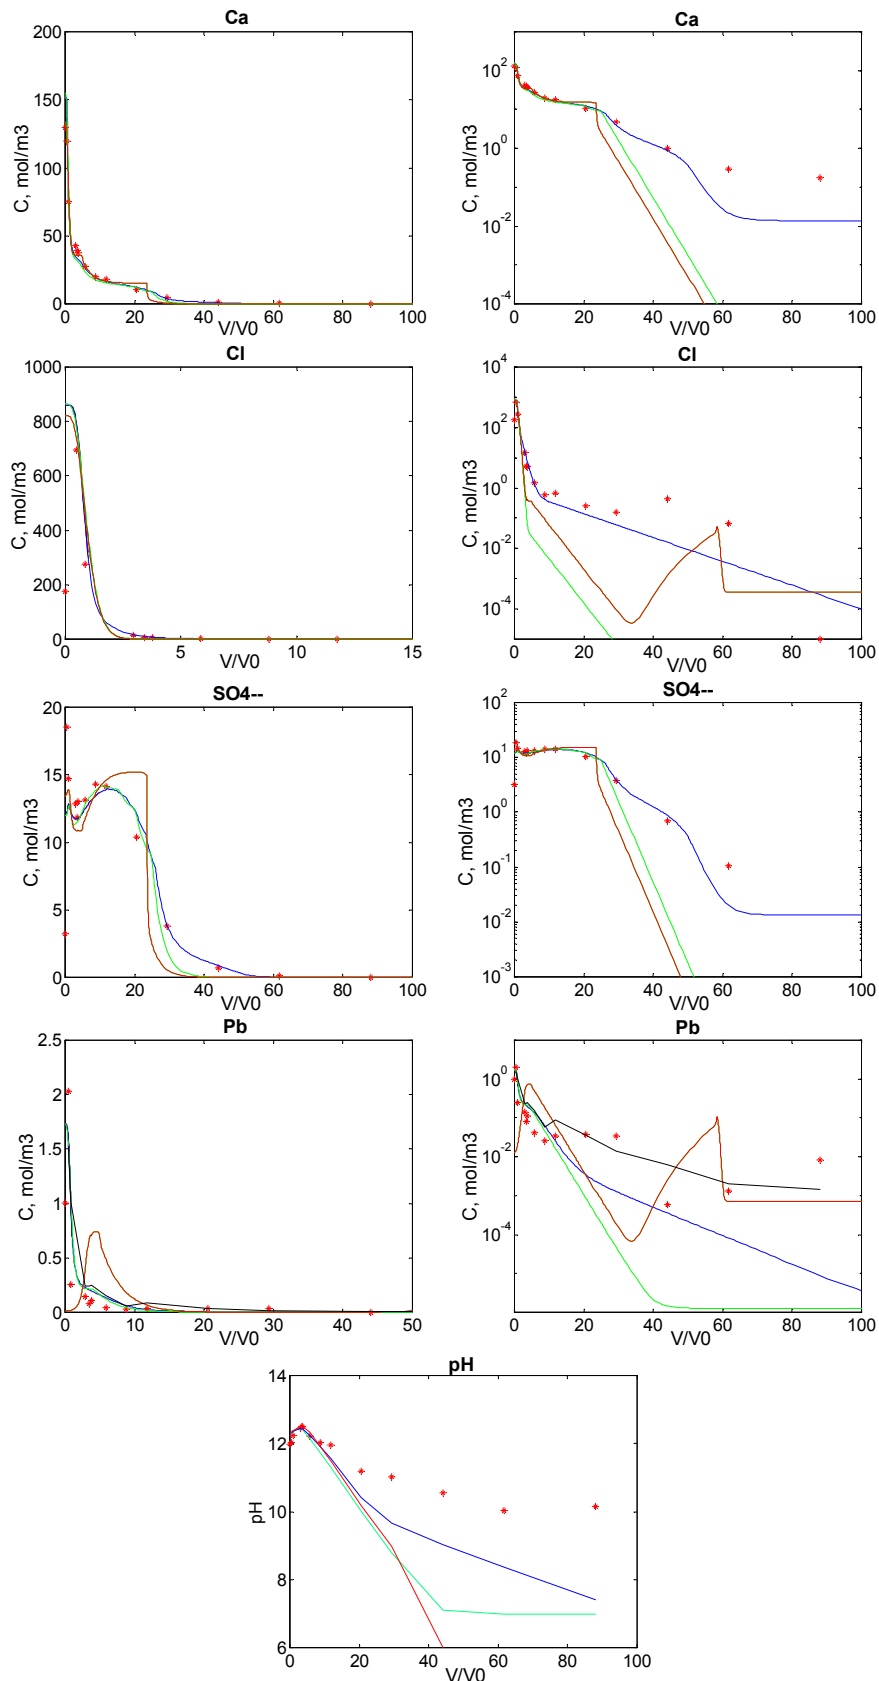 Ca
200
150
100
50
0
C, mol/m3
0 20 40 60 80 100
V/V0
Ca
10^2
10^0
10^-2
10^-4
C, mol/m3
0 20 40 60 80 100
V/V0
Cl
1000
800
600
400
200
0
C, mol/m3
0 5 10 15
V/V0
Cl
10^4
10^2
10^0
10^-2
10^-4
C, mol/m3
0 20 40 60 80 100
V/V0
SO4--
20
15
10
5
0
C, mol/m3
0 20 40 60 80 100
V/V0
SO4--
10^2
10^1
10^0
10^-1
10^-2
10^-3
C, mol/m3
0 20 40 60 80 100
V/V0
Pb
2.5
2
1.5
1
0.5
0
C, mol/m3
0 10 20 30 40 50
V/V0
Pb
10^0
10^-2
10^-4
C, mol/m3
0 20 40 60 80 100
V/V0
pH
14
12
10
8
6
pH
0 20 40 60 80 100
V/V0